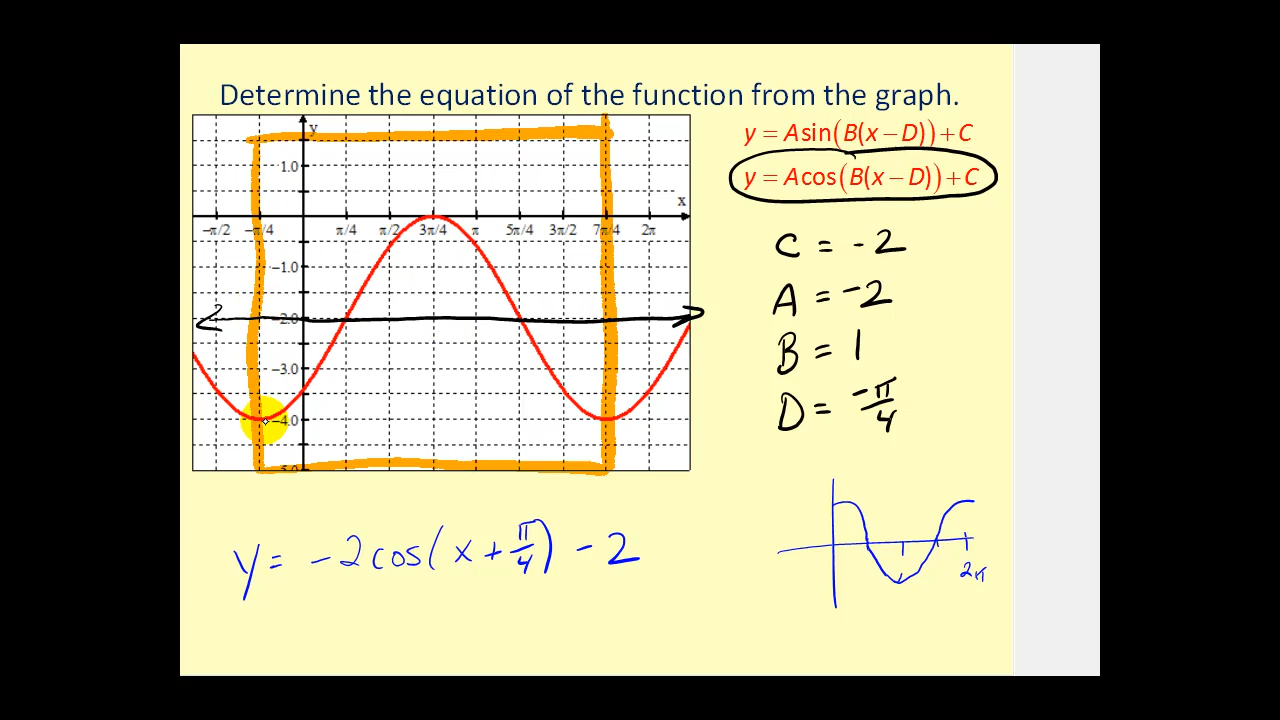 Determine the equation of the function from the graph.
y = Asin(B(x − D)) + C
y = Acos(B(x − D)) + C
y
1.0
x
−π/2 −π/4 π/4 π/2 3π/4 π 5π/4 3π/2 7π/4 2π
−1.0
−2.0
−3.0
−4.0
−5.0
C = -2
A = -2
B = 1
D = -π/4
y = -2cos(x + π/4) - 2
2π